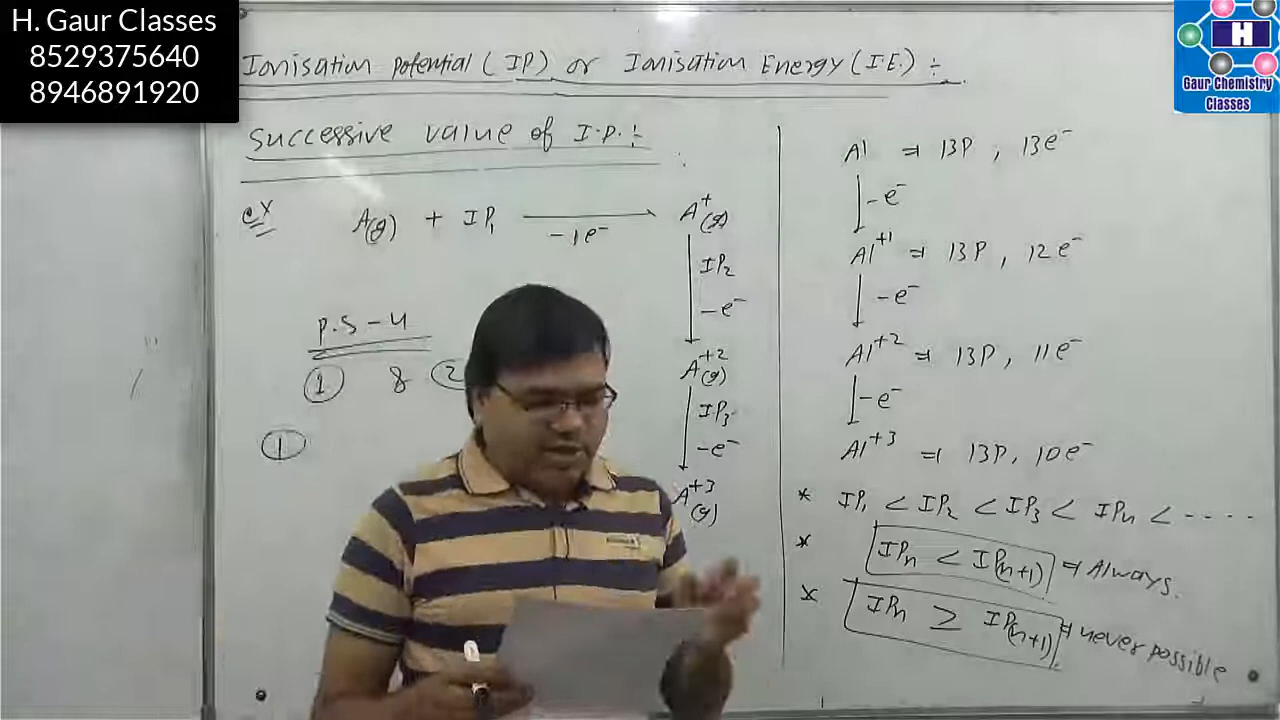 H. Gaur Classes
8529375640
8946891920
H
Gaur Chemistry
Classes
Ionisation Potential (IP) or Ionisation Energy (I.E.) ÷
Successive value of I.P. ÷
ex
A(g) + IP₁ ⟶ A⁺(g)
-1e⁻
IP₂
-e⁻
A⁺²(g)
IP₃
-e⁻
A⁺³(g)
P.S-4
① 8 ②
①
Al ⇒ 13P , 13e⁻
-e⁻
Al⁺¹ ⇒ 13P , 12e⁻
-e⁻
Al⁺² ⇒ 13P , 11e⁻
-e⁻
Al⁺³ ⇒ 13P, 10e⁻
* IP₁ < IP₂ < IP₃ < IPn < ----
* IPn < IP(n+1) ⇒ Always.
* IPn ≥ IP(n+1) ⇒ never possible